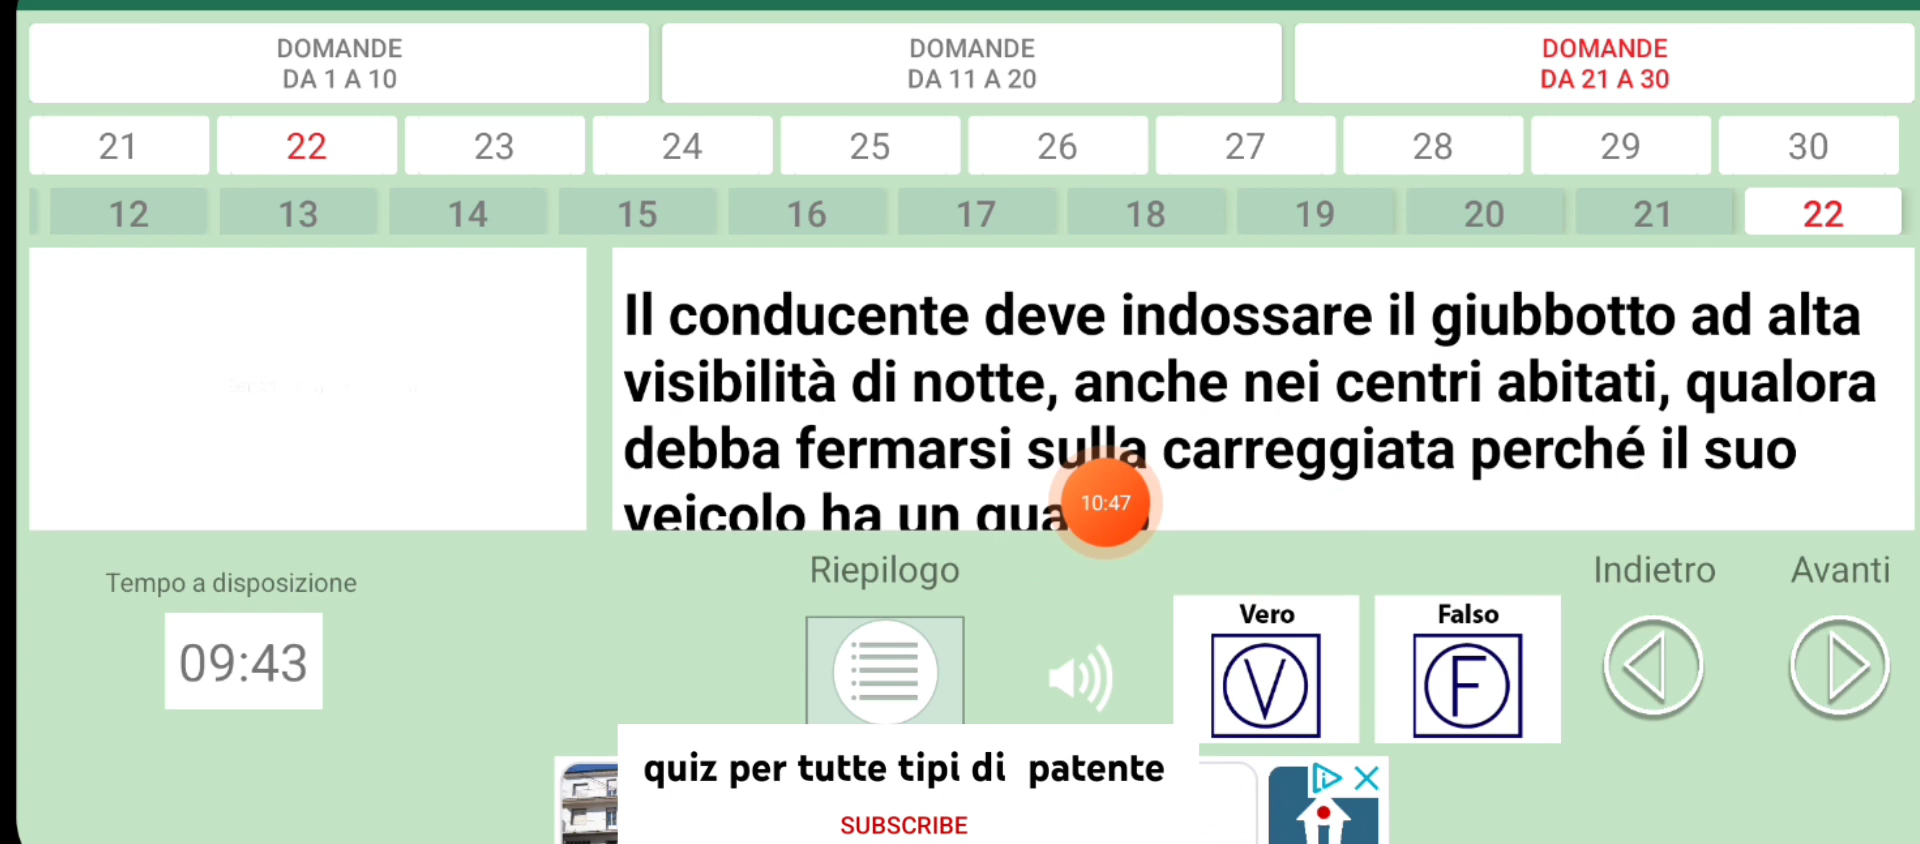 DOMANDE
DA 1 A 10
DOMANDE
DA 11 A 20
DOMANDE
DA 21 A 30
21 22 23 24 25 26 27 28 29 30
12 13 14 15 16 17 18 19 20 21 22
Il conducente deve indossare il giubbotto ad alta
visibilità di notte, anche nei centri abitati, qualora
debba fermarsi sulla carreggiata perché il suo
veicolo ha un
10:47
Tempo a disposizione
09:43
Riepilogo
Vero
V
Falso
F
Indietro
Avanti
quiz per tutte tipi di patente
SUBSCRIBE